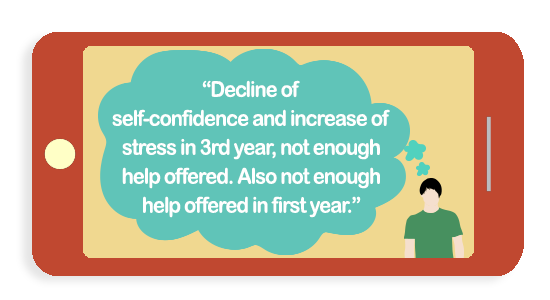 “Decline of
self-confidence and increase of
stress in 3rd year, not enough
help offered. Also not enough
help offered in first year.”